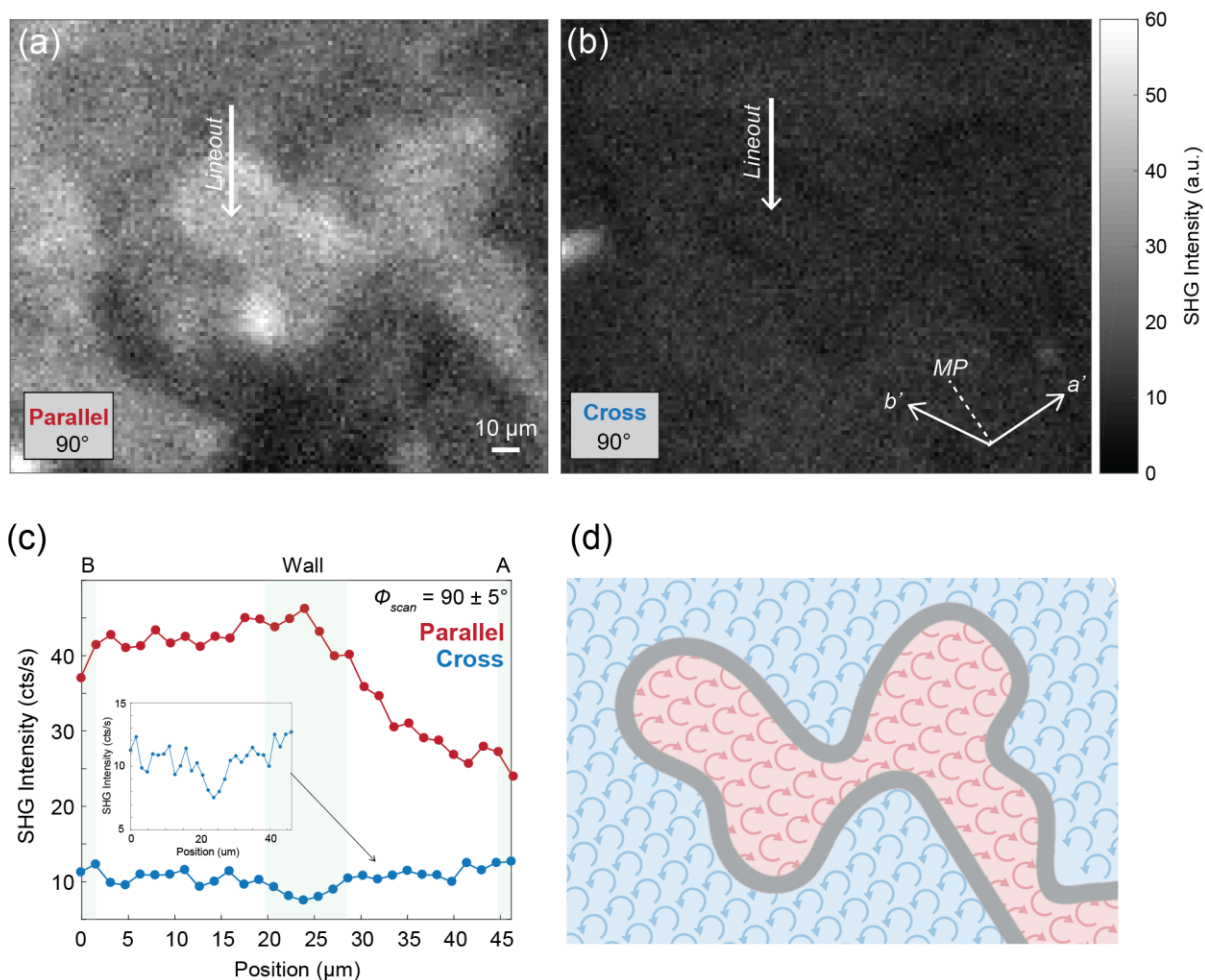 (a)
Lineout
Parallel
90°
10 μm
(b)
Lineout
Cross
90°
MP
b'
a'
60
50
40
30
20
10
0
SHG Intensity (a.u.)
(c)
B
Wall
A
Φscan = 90 ± 5°
Parallel
Cross
SHG Intensity (cts/s)
40
30
20
10
0
5
10
15
20
25
30
35
40
45
Position (μm)
SHG Intensity (cts/s)
15
10
5
0
20
40
Position (um)
(d)